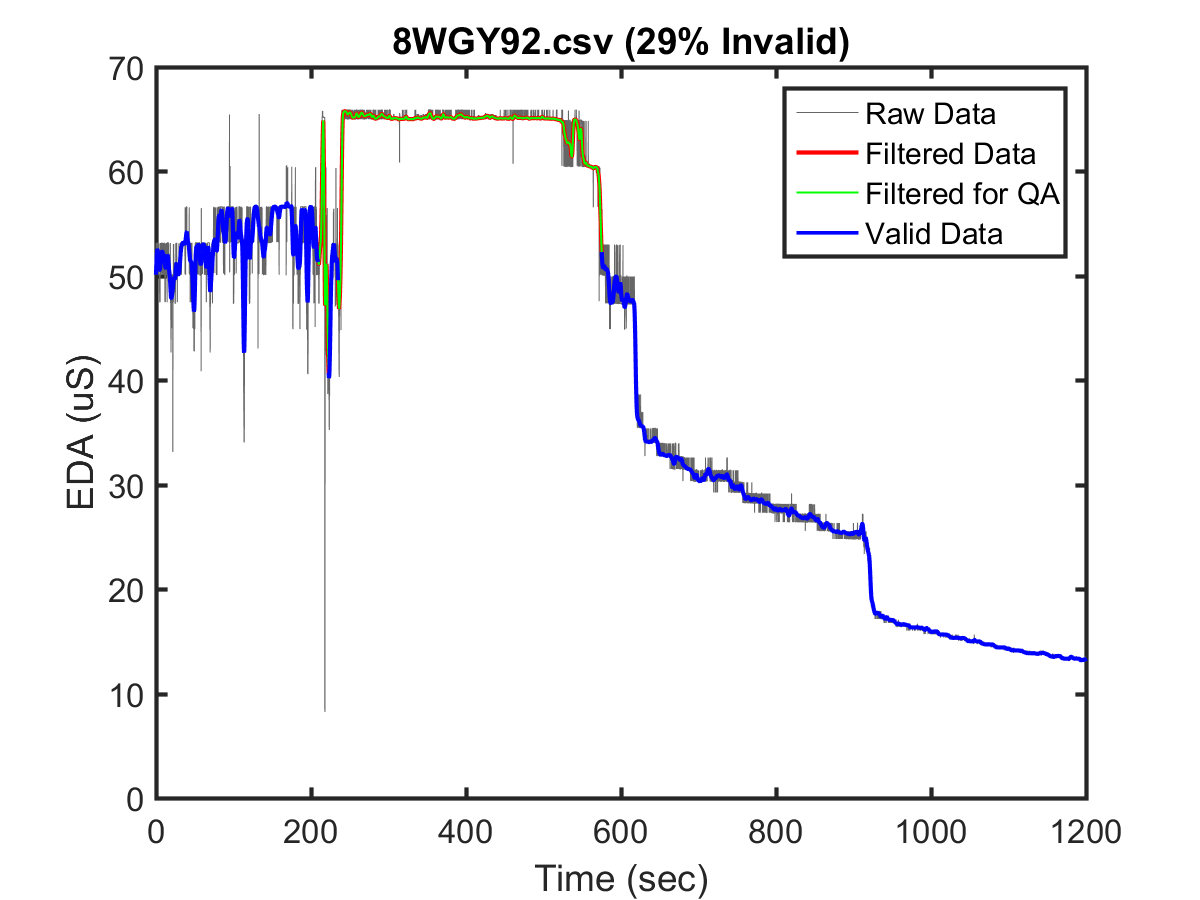 8WGY92.csv (29% Invalid)
70
60
50
40
30
20
10
0
EDA (uS)
Raw Data
Filtered Data
Filtered for QA
Valid Data
0 200 400 600 800 1000 1200
Time (sec)